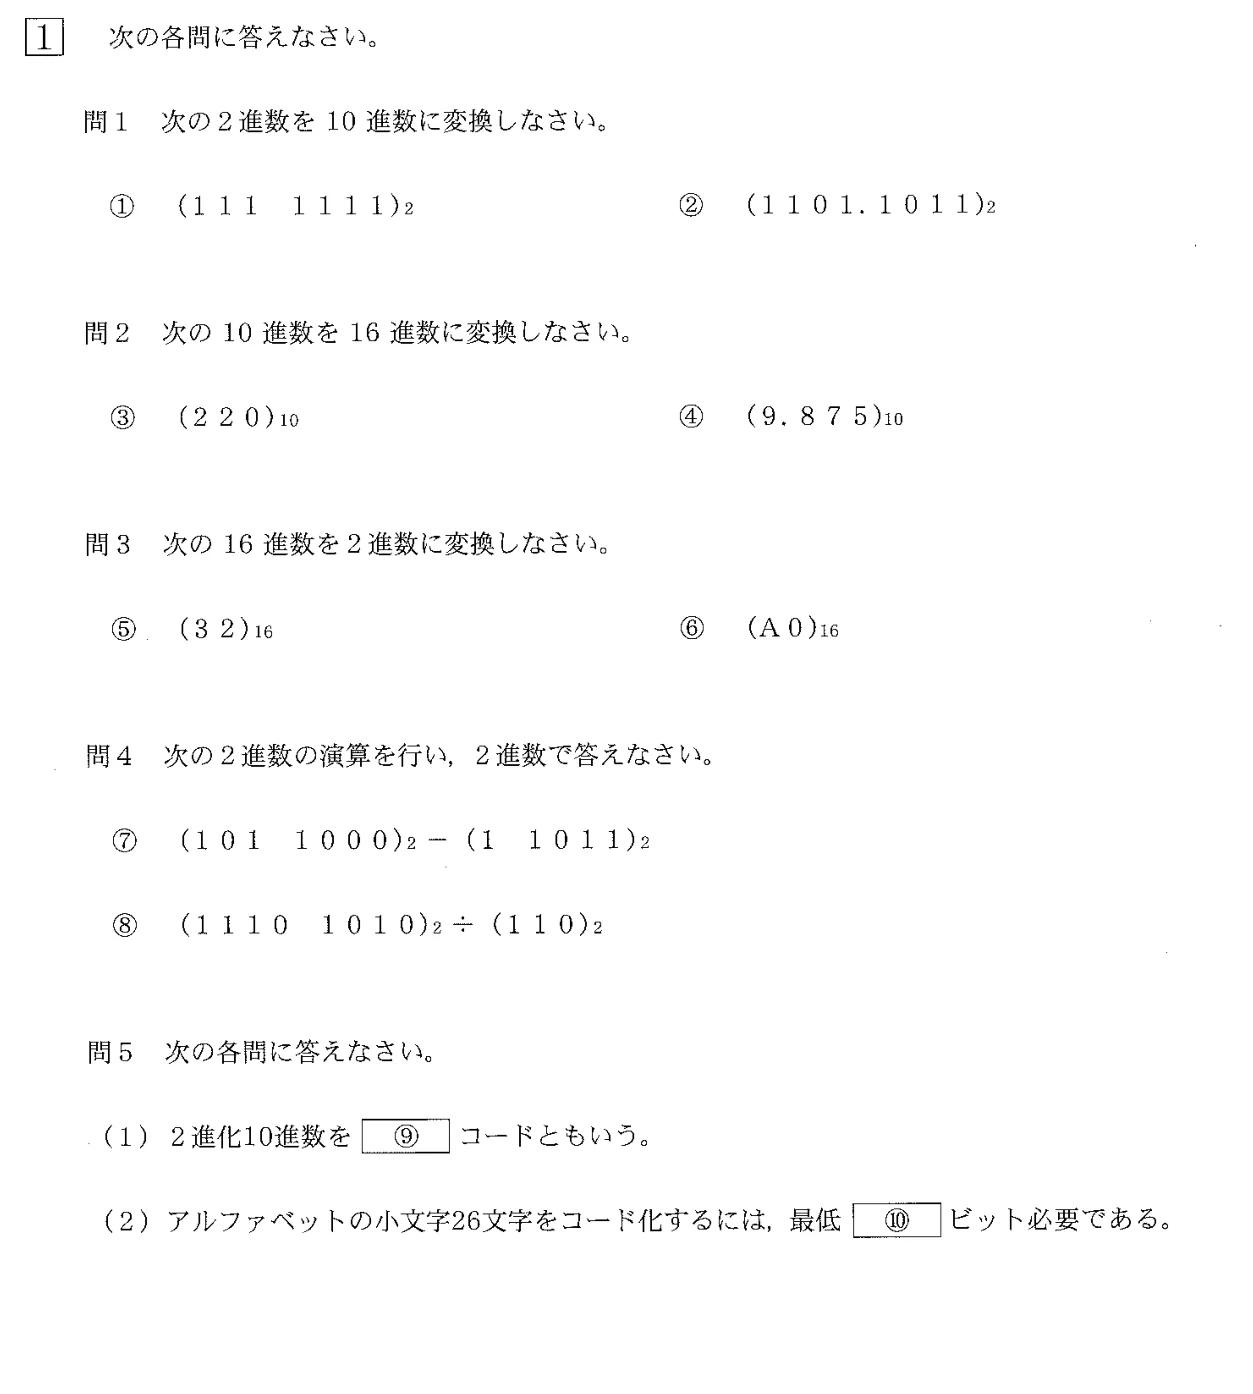 1 次の各問に答えなさい。
問１ 次の２進数を 10 進数に変換しなさい。
① (１１１ １１１１)2 ② (１１０１.１０１１)2
問２ 次の 10 進数を 16 進数に変換しなさい。
③ (２２０)10 ④ (９.８７５)10
問３ 次の 16 進数を２進数に変換しなさい。
⑤ (３２)16 ⑥ (Ａ０)16
問４ 次の２進数の演算を行い，２進数で答えなさい。
⑦ (１０１ １０００)2 － (１ １０１１)2
⑧ (１１１０ １０１０)2 ÷ (１１０)2
問５ 次の各問に答えなさい。
（１）２進化10進数を ⑨ コードともいう。
（２）アルファベットの小文字26文字をコード化するには，最低 ⑩ ビット必要である。